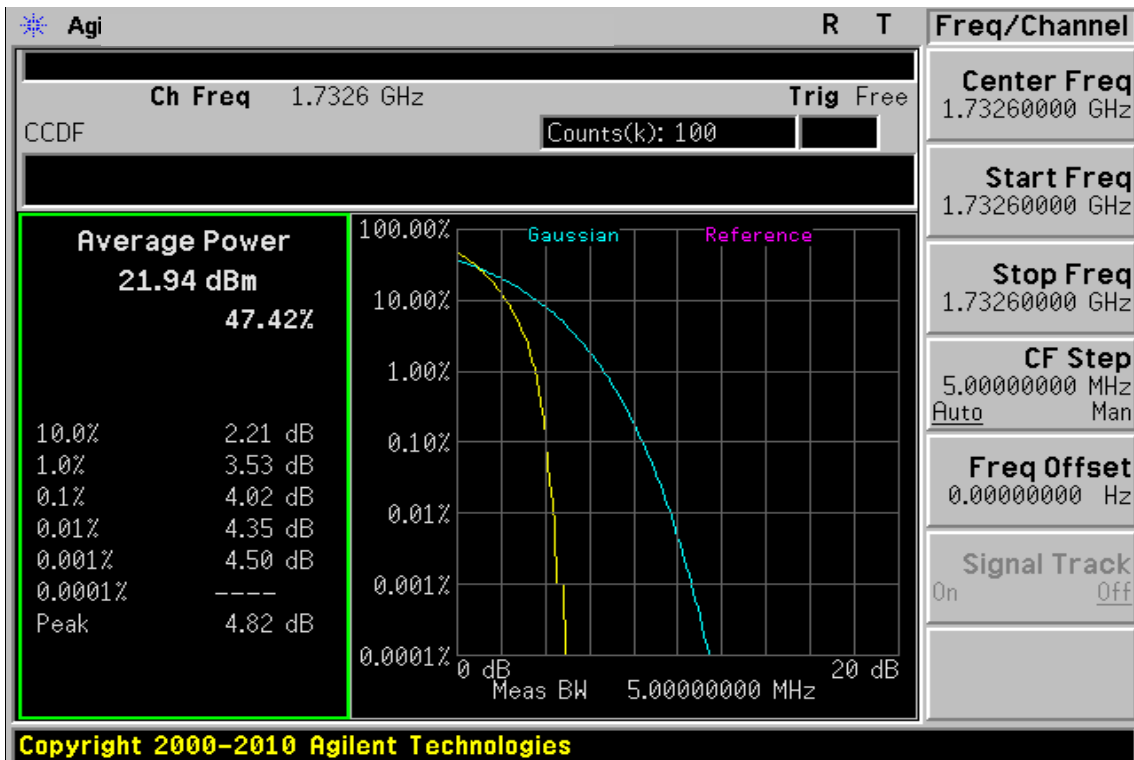 Agi R T Freq/Channel
Ch Freq 1.7326 GHz Trig Free
CCDF Counts(k): 100
Center Freq
1.73260000 GHz
Start Freq
1.73260000 GHz
Stop Freq
1.73260000 GHz
CF Step
5.00000000 MHz
Auto Man
Freq Offset
0.00000000 Hz
Signal Track
On Off
Average Power
21.94 dBm
47.42%
10.0% 2.21 dB
1.0% 3.53 dB
0.1% 4.02 dB
0.01% 4.35 dB
0.001% 4.50 dB
0.0001% ----
Peak 4.82 dB
Gaussian Reference
100.00%
10.00%
1.00%
0.10%
0.01%
0.001%
0.0001%
0 dB 20 dB
Meas BW 5.00000000 MHz
Copyright 2000-2010 Agilent Technologies